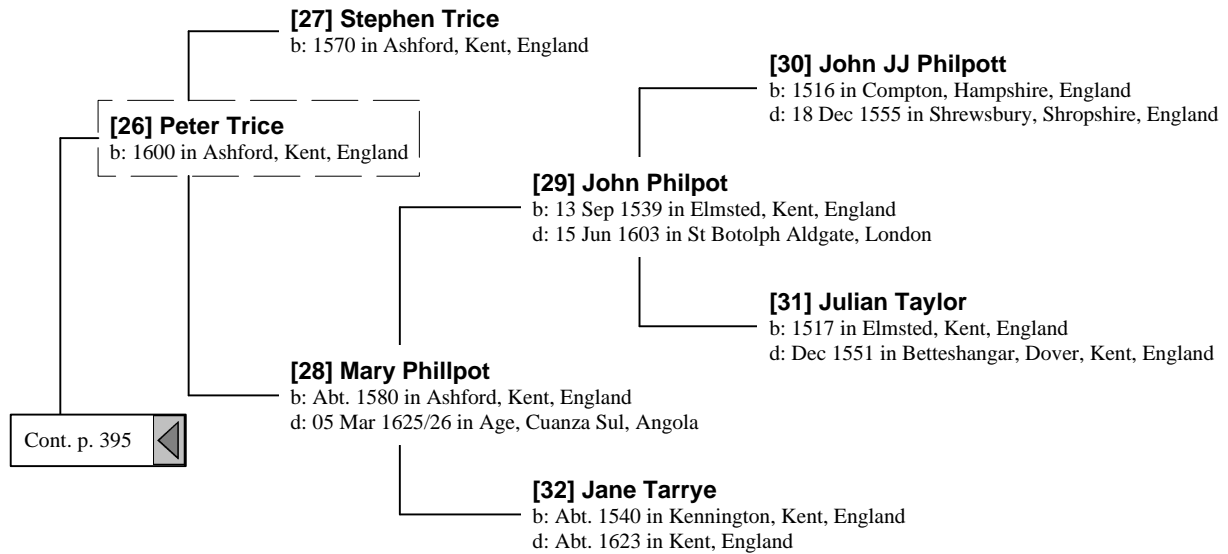 [27] Stephen Trice
b: 1570 in Ashford, Kent, England
[30] John JJ Philpott
b: 1516 in Compton, Hampshire, England
d: 18 Dec 1555 in Shrewsbury, Shropshire, England
[26] Peter Trice
b: 1600 in Ashford, Kent, England
[29] John Philpot
b: 13 Sep 1539 in Elmsted, Kent, England
d: 15 Jun 1603 in St Botolph Aldgate, London
[31] Julian Taylor
b: 1517 in Elmsted, Kent, England
d: Dec 1551 in Betteshangar, Dover, Kent, England
[28] Mary Phillpot
b: Abt. 1580 in Ashford, Kent, England
d: 05 Mar 1625/26 in Age, Cuanza Sul, Angola
Cont. p. 395
[32] Jane Tarrye
b: Abt. 1540 in Kennington, Kent, England
d: Abt. 1623 in Kent, England